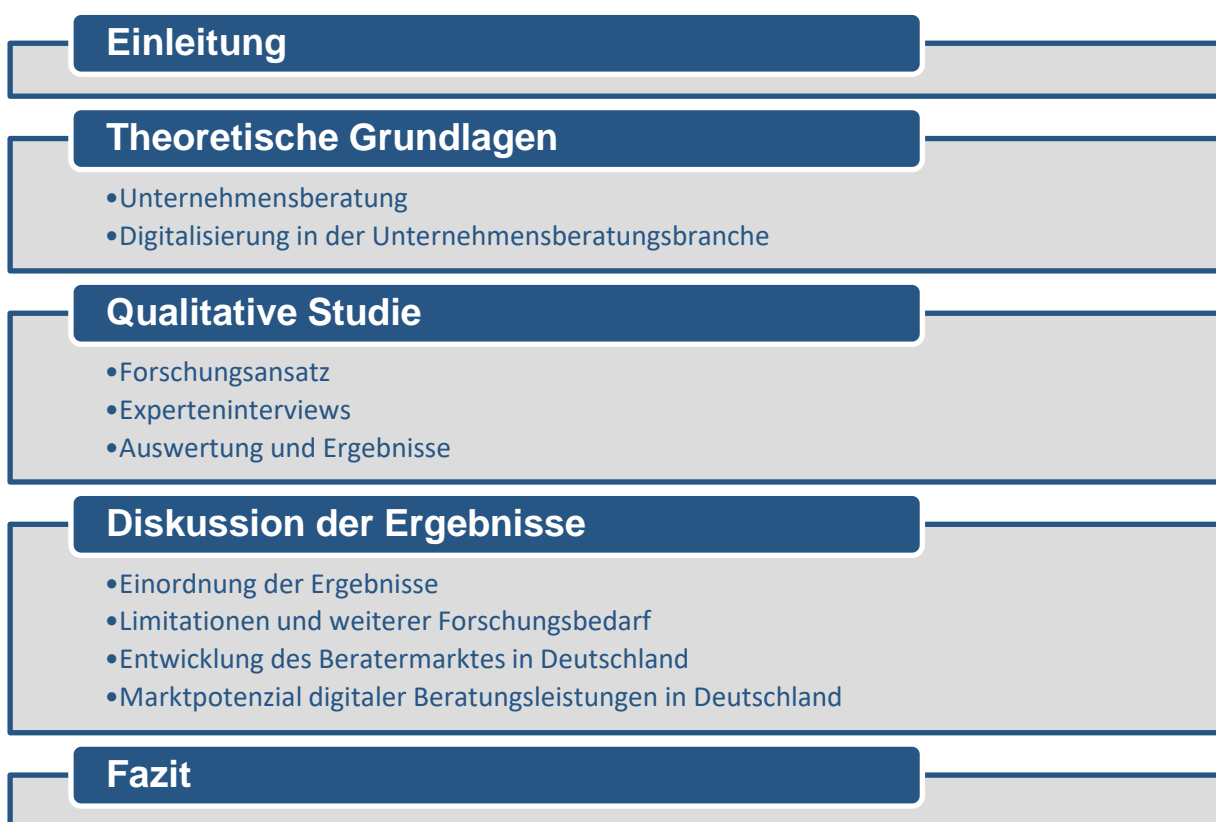 Einleitung
Theoretische Grundlagen
•Unternehmensberatung
•Digitalisierung in der Unternehmensberatungsbranche
Qualitative Studie
•Forschungsansatz
•Experteninterviews
•Auswertung und Ergebnisse
Diskussion der Ergebnisse
•Einordnung der Ergebnisse
•Limitationen und weiterer Forschungsbedarf
•Entwicklung des Beratermarktes in Deutschland
•Marktpotenzial digitaler Beratungsleistungen in Deutschland
Fazit